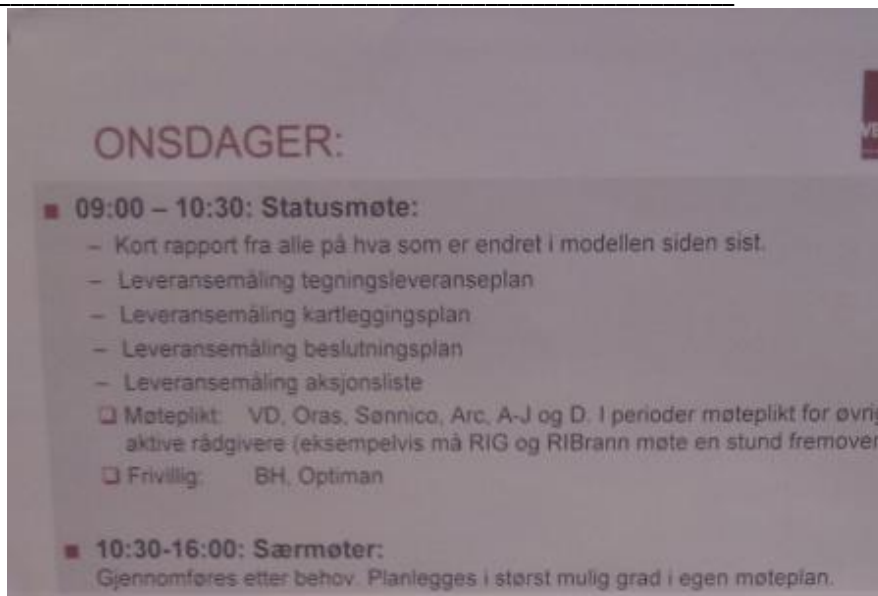 ONSDAGER:
■ 09:00 – 10:30: Statusmøte:
– Kort rapport fra alle på hva som er endret i modellen siden sist.
– Leveransemåling tegningsleveranseplan
– Leveransemåling kartleggingsplan
– Leveransemåling beslutningsplan
– Leveransemåling aksjonsliste
❑ Møteplikt: VD, Oras, Sønnico, Arc, A-J og D. I perioder møteplikt for øvrig
aktive rådgivere (eksempelvis må RIG og RIBrann møte en stund fremover
❑ Frivillig: BH, Optiman
■ 10:30-16:00: Særmøter:
Gjennomføres etter behov. Planlegges i størst mulig grad i egen møteplan.